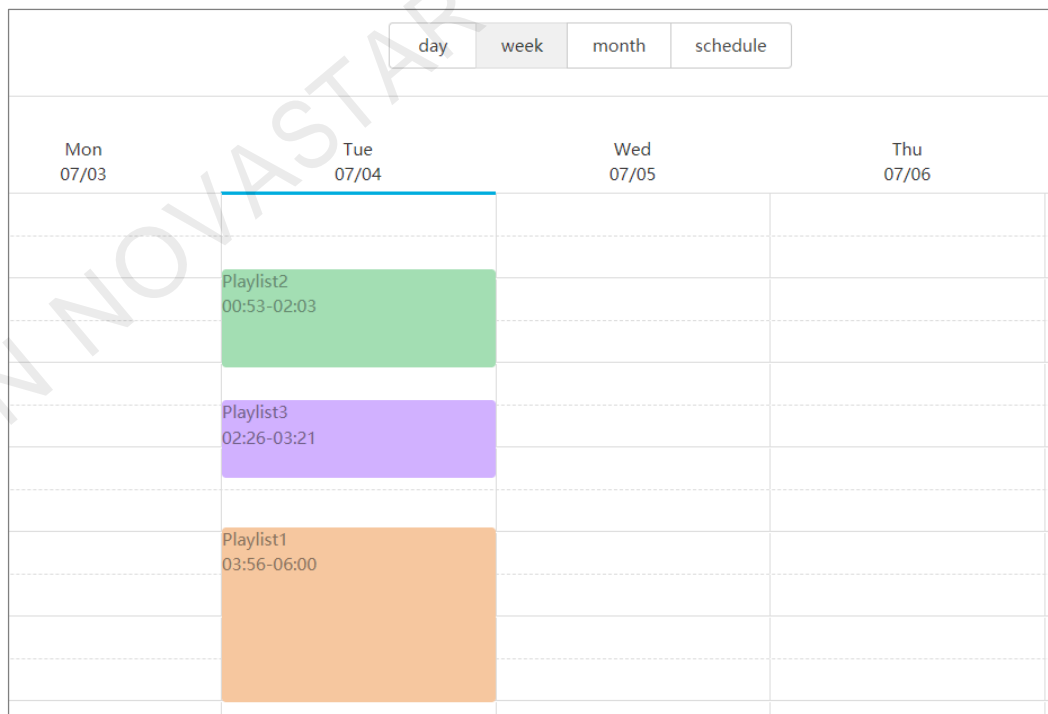 day week month schedule
Mon Tue Wed Thu
07/03 07/04 07/05 07/06
Playlist2
00:53-02:03
Playlist3
02:26-03:21
Playlist1
03:56-06:00
N NOVASTAR